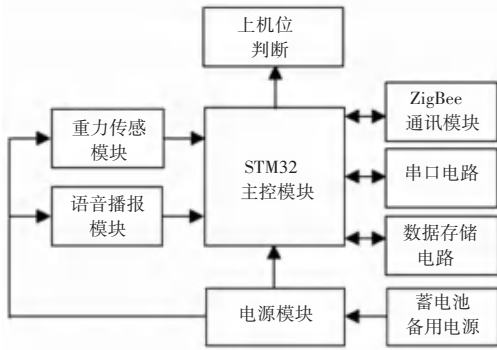 上机位
判断
重力传感
模块
语音播报
模块
STM32
主控模块
ZigBee
通讯模块
串口电路
数据存储
电路
电源模块
蓄电池
备用电源